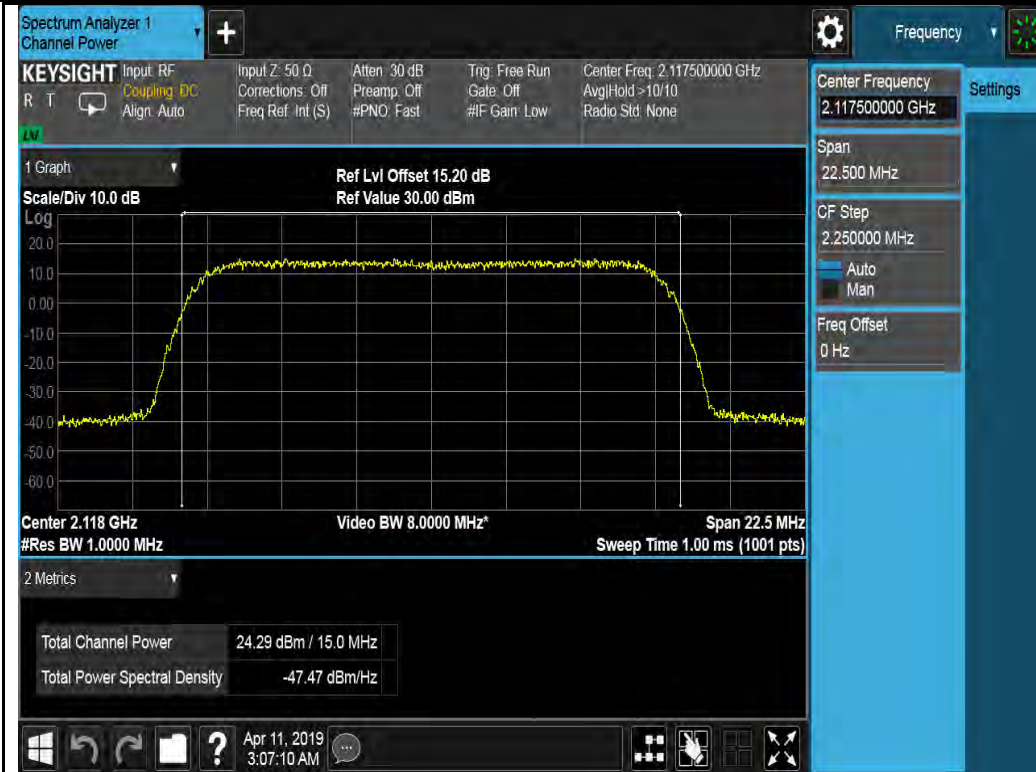 Spectrum Analyzer 1
Channel Power
+
Frequency
KEYSIGHT Input: RF Input Z: 50 Ω Atten: 30 dB Trig: Free Run Center Freq: 2.117500000 GHz
R T Coupling: DC Corrections: Off Preamp: Off Gate: Off Avg|Hold >10/10
Align: Auto Freq Ref: Int (S) #PNO: Fast #IF Gain: Low Radio Std: None
Center Frequency
2.117500000 GHz
Settings
Span
22.500 MHz
CF Step
2.250000 MHz
Auto
Man
Freq Offset
0 Hz
1 Graph
Ref Lvl Offset 15.20 dB
Scale/Div 10.0 dB Ref Value 30.00 dBm
Log
20.0
10.0
0.00
-10.0
-20.0
-30.0
-40.0
-50.0
-60.0
Center 2.118 GHz Video BW 8.0000 MHz* Span 22.5 MHz
#Res BW 1.0000 MHz Sweep Time 1.00 ms (1001 pts)
2 Metrics
Total Channel Power 24.29 dBm / 15.0 MHz
Total Power Spectral Density -47.47 dBm/Hz
? Apr 11, 2019
3:07:10 AM